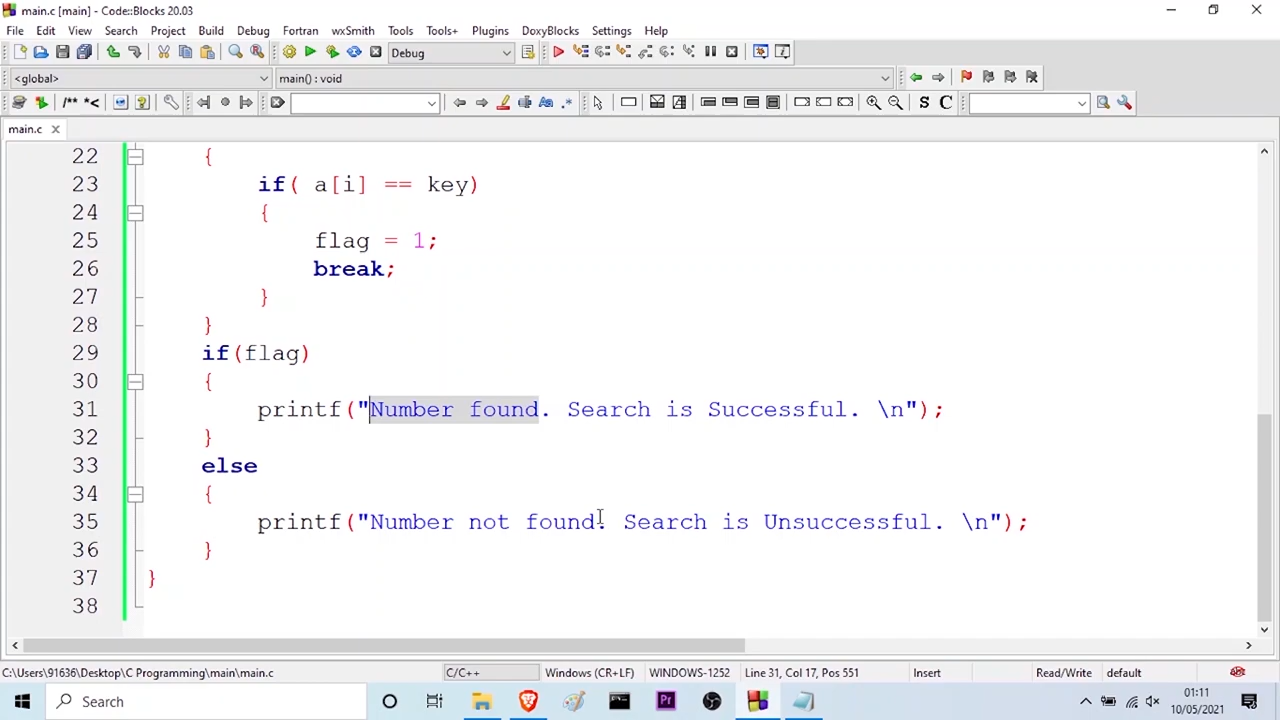 main.c [main] - Code::Blocks 20.03
File Edit View Search Project Build Debug Fortran wxSmith Tools Tools+ Plugins DoxyBlocks Settings Help
Debug
<global> main() : void
/** *< Aa .* S C
main.c
22 {
23 if( a[i] == key)
24 {
25 flag = 1;
26 break;
27 }
28 }
29 if(flag)
30 {
31 printf("Number found. Search is Successful. \n");
32 }
33 else
34 {
35 printf("Number not found. Search is Unsuccessful. \n");
36 }
37 }
38
C:\Users\91636\Desktop\C Programming\main\main.c C/C++ Windows (CR+LF) WINDOWS-1252 Line 31, Col 17, Pos 551 Insert Read/Write default
Search Pr 01:11
10/05/2021